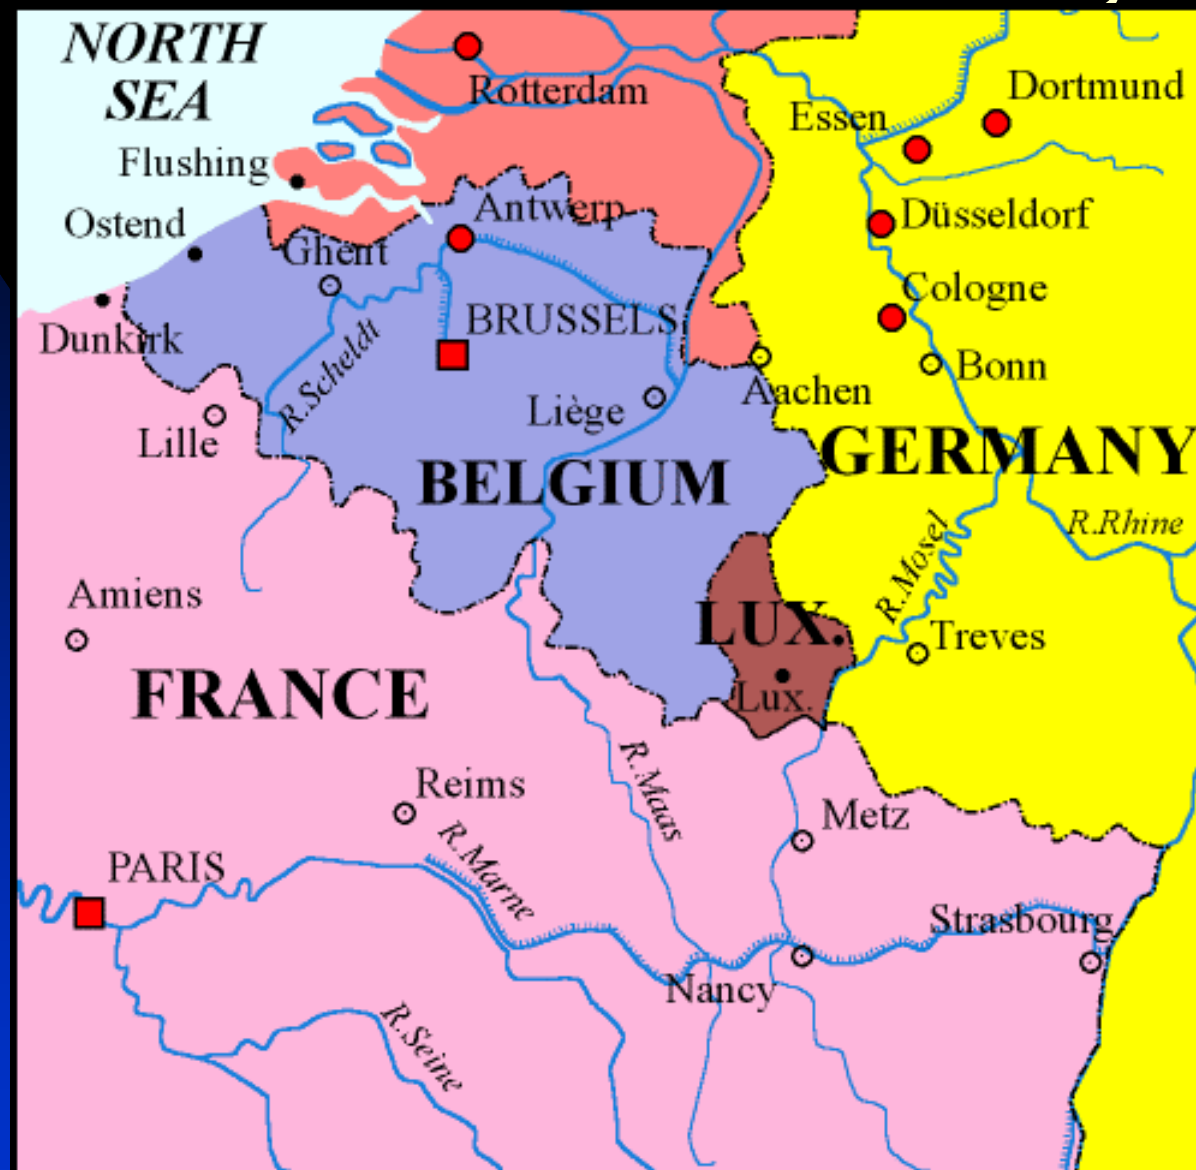 NORTH
SEA
Rotterdam
Dortmund
Essen
Flushing
Antwerp
Düsseldorf
Ostend
Ghent
Cologne
BRUSSELS
Dunkirk
R.Scheldt
Bonn
Aachen
Liège
Lille
GERMANY
BELGIUM
R.Rhine
R.Mosel
Amiens
LUX.
Treves
FRANCE
Lux.
R.Maas
Reims
Metz
R.Marne
PARIS
Strasbourg
Nancy
R.Seine